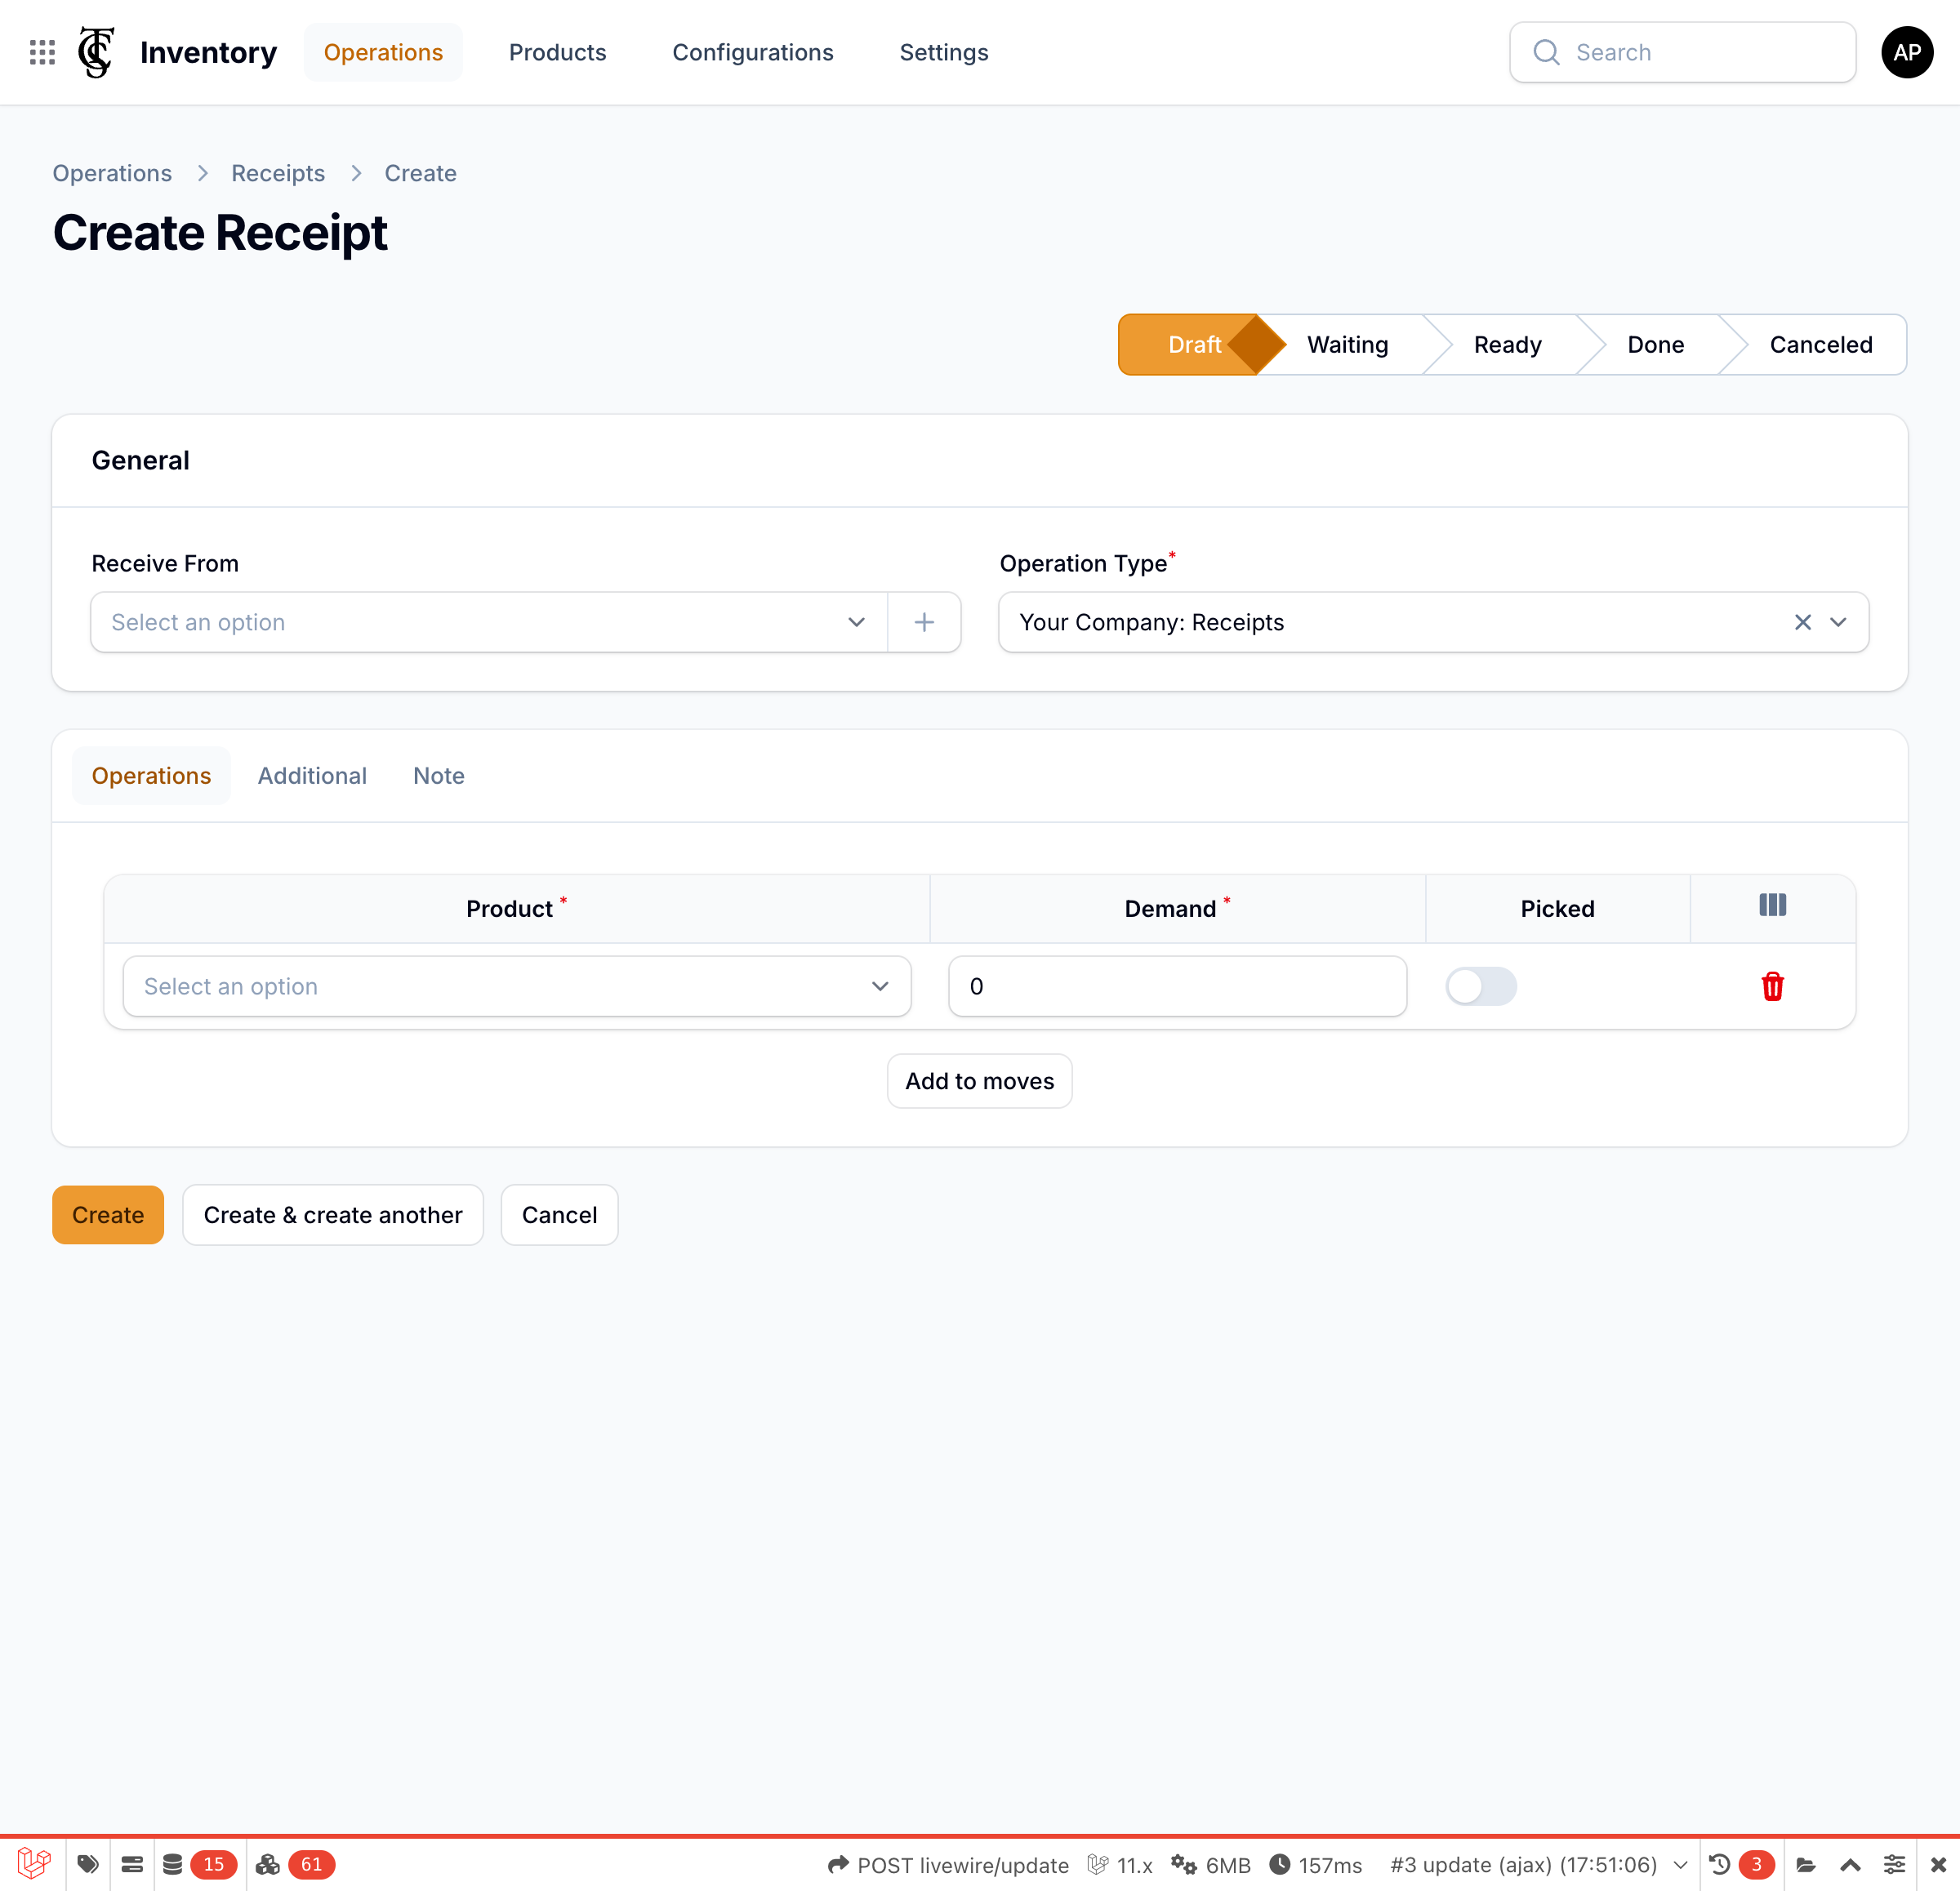 Inventory Operations Products Configurations Settings Search AP
Operations Receipts Create
Create Receipt
Draft Waiting Ready Done Canceled
General
Receive From Operation Type*
Select an option Your Company: Receipts
Operations Additional Note
Product * Demand * Picked
Select an option 0
Add to moves
Create Create & create another Cancel
15 61 POST livewire/update 11.x 6MB 157ms #3 update (ajax) (17:51:06) 3